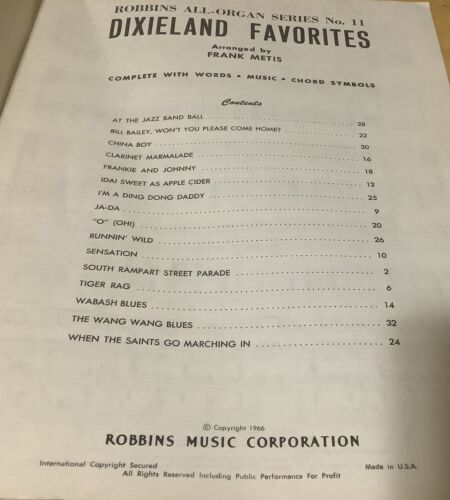 ROBBINS ALL-ORGAN SERIES No. 11
DIXIELAND FAVORITES
Arranged by
FRANK METIS
COMPLETE WITH WORDS • MUSIC • CHORD SYMBOLS
Contents
AT THE JAZZ BAND BALL 28
BILL BAILEY, WON'T YOU PLEASE COME HOME? 22
CHINA BOY 30
CLARINET MARMALADE 16
FRANKIE AND JOHNNY 18
IDA! SWEET AS APPLE CIDER 12
I'M A DING DONG DADDY 25
JA-DA 9
"O" (OH!) 20
RUNNIN' WILD 26
SENSATION 10
SOUTH RAMPART STREET PARADE 2
TIGER RAG 6
WABASH BLUES 14
THE WANG WANG BLUES 32
WHEN THE SAINTS GO MARCHING IN 24
© Copyright 1966
ROBBINS MUSIC CORPORATION
International Copyright Secured Made in U.S.A.
All Rights Reserved Including Public Performance For Profit